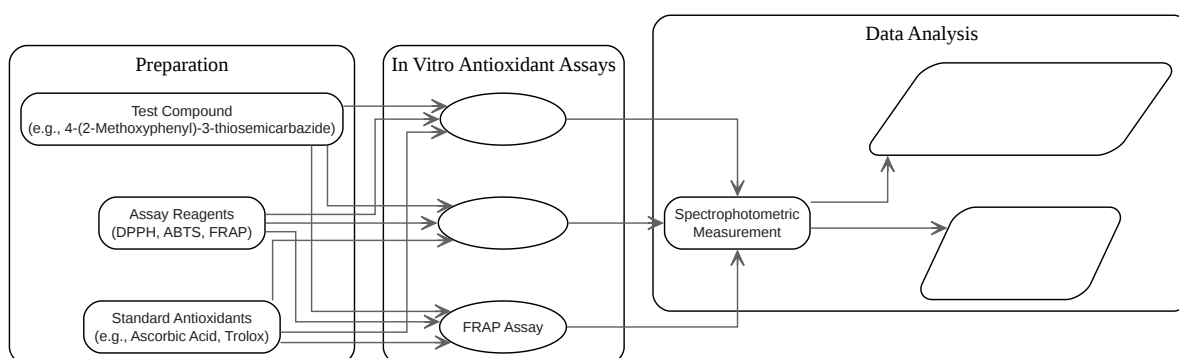 Preparation
Test Compound
(e.g., 4-(2-Methoxyphenyl)-3-thiosemicarbazide)
Assay Reagents
(DPPH, ABTS, FRAP)
Standard Antioxidants
(e.g., Ascorbic Acid, Trolox)
In Vitro Antioxidant Assays
FRAP Assay
Data Analysis
Spectrophotometric
Measurement